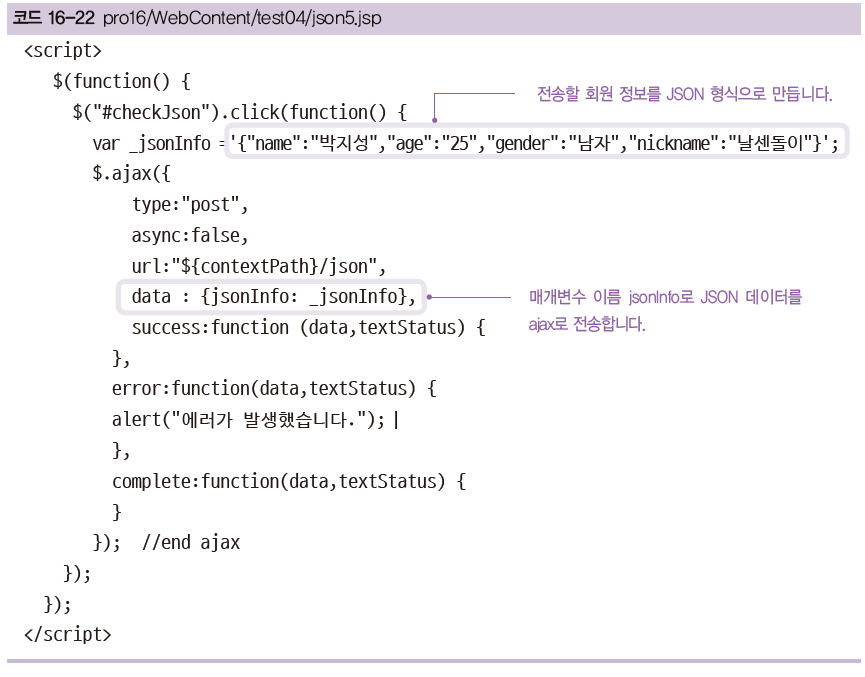 코드 16-22 pro16/WebContent/test04/json5.jsp
<script>
$(function() {
$("#checkJson").click(function() {
전송할 회원 정보를 JSON 형식으로 만듭니다.
var _jsonInfo ='{"name":"박지성","age":"25","gender":"남자","nickname":"날센돌이"}';
$.ajax({
type:"post",
async:false,
url:"${contextPath}/json",
data : {jsonInfo: _jsonInfo},
매개변수 이름 jsonInfo로 JSON 데이터를
ajax로 전송합니다.
success:function (data,textStatus) {
},
error:function(data,textStatus) {
alert("에러가 발생했습니다."); |
},
complete:function(data,textStatus) {
}
}); //end ajax
});
});
</script>